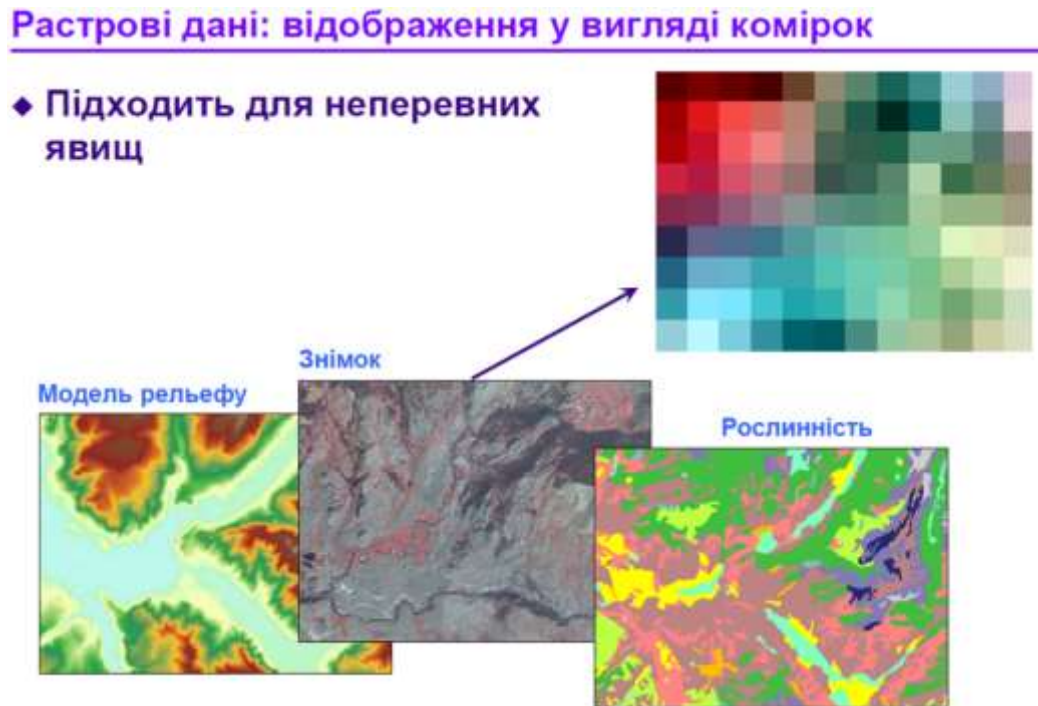 Растрові дані: відображення у вигляді комірок
◆ Підходить для неперевних
явищ
Знімок
Модель рельефу
Рослинність